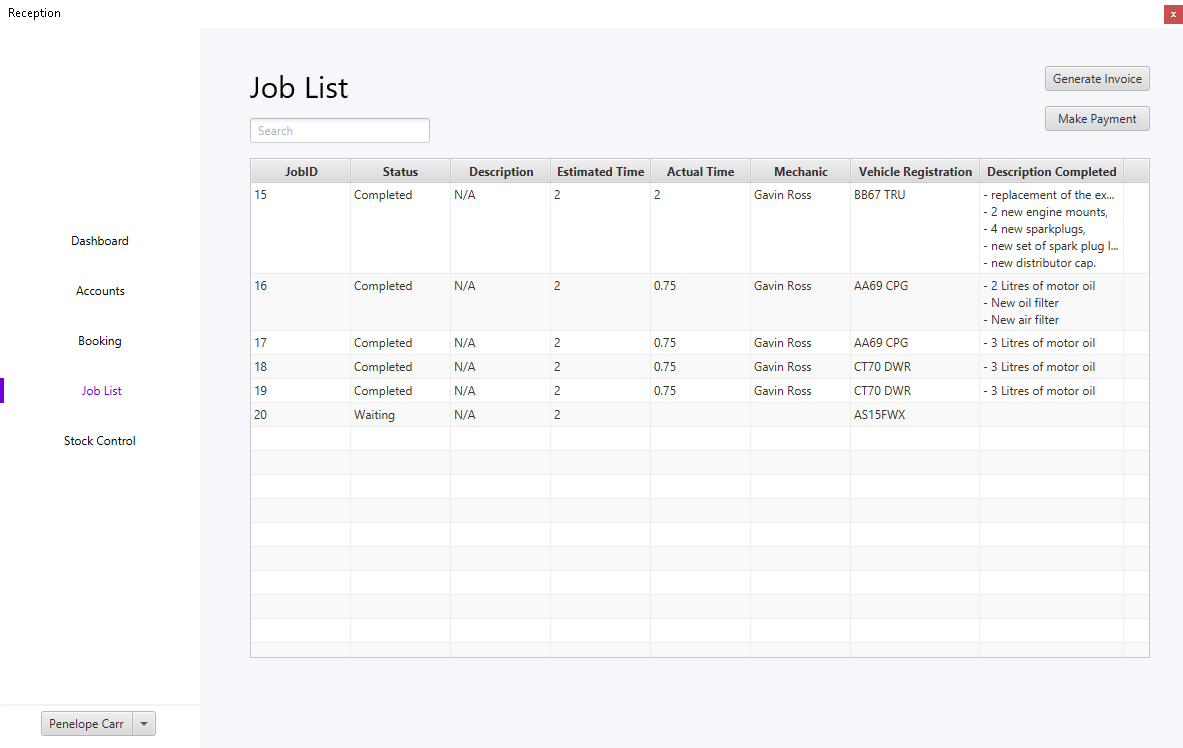 Reception
x
Job List
Generate Invoice
Search
Make Payment
JobID Status Description Estimated Time Actual Time Mechanic Vehicle Registration Description Completed
15 Completed N/A 2 2 Gavin Ross BB67 TRU - replacement of the ex...
- 2 new engine mounts,
- 4 new sparkplugs,
- new set of spark plug l...
- new distributor cap.
16 Completed N/A 2 0.75 Gavin Ross AA69 CPG - 2 Litres of motor oil
- New oil filter
- New air filter
17 Completed N/A 2 0.75 Gavin Ross AA69 CPG - 3 Litres of motor oil
18 Completed N/A 2 0.75 Gavin Ross CT70 DWR - 3 Litres of motor oil
19 Completed N/A 2 0.75 Gavin Ross CT70 DWR - 3 Litres of motor oil
20 Waiting N/A 2 AS15FWX
Dashboard
Accounts
Booking
Job List
Stock Control
Penelope Carr